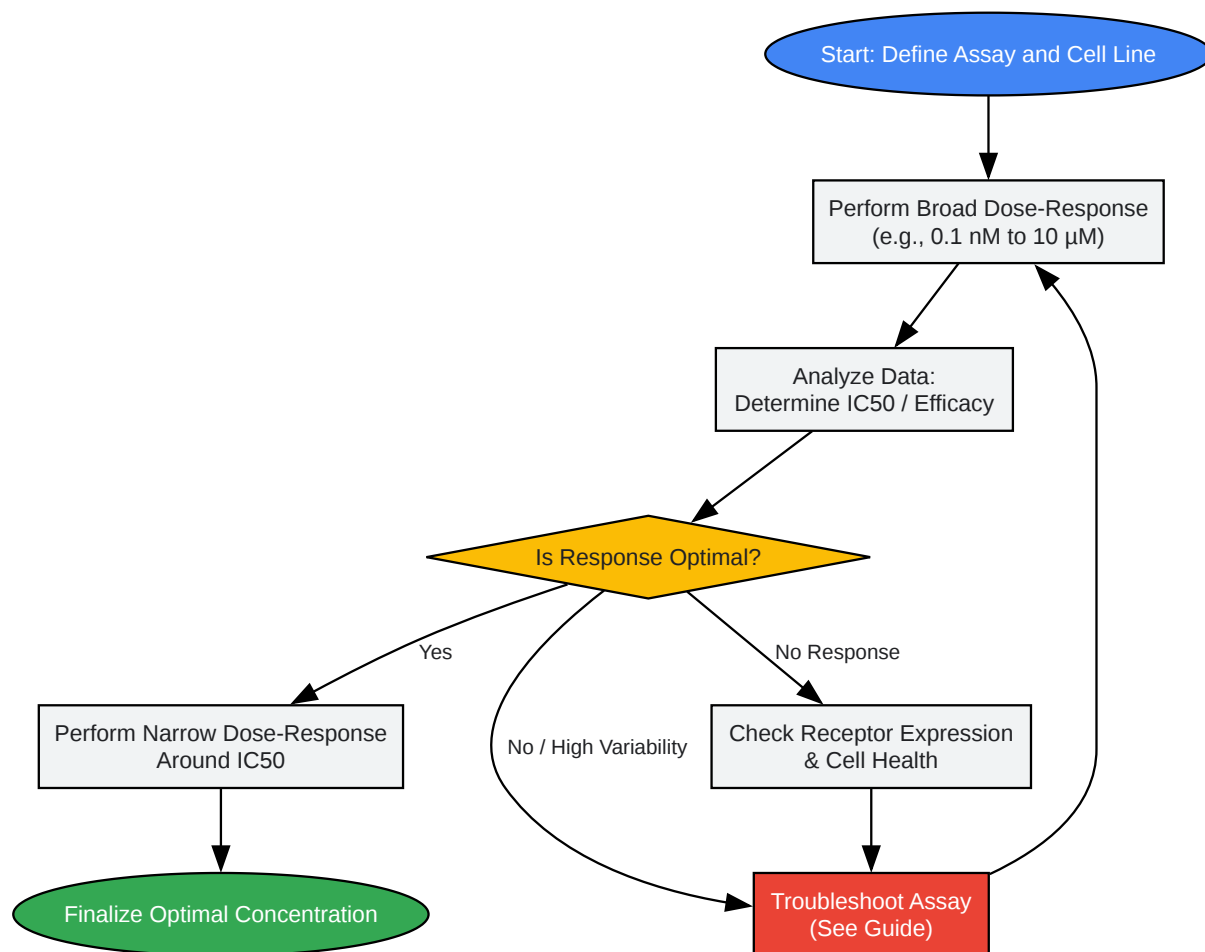 Start: Define Assay and Cell Line
Perform Broad Dose-Response
(e.g., 0.1 nM to 10 µM)
Analyze Data:
Determine IC50 / Efficacy
Is Response Optimal?
Yes
No Response
No / High Variability
Perform Narrow Dose-Response
Around IC50
Check Receptor Expression
& Cell Health
Finalize Optimal Concentration
Troubleshoot Assay
(See Guide)